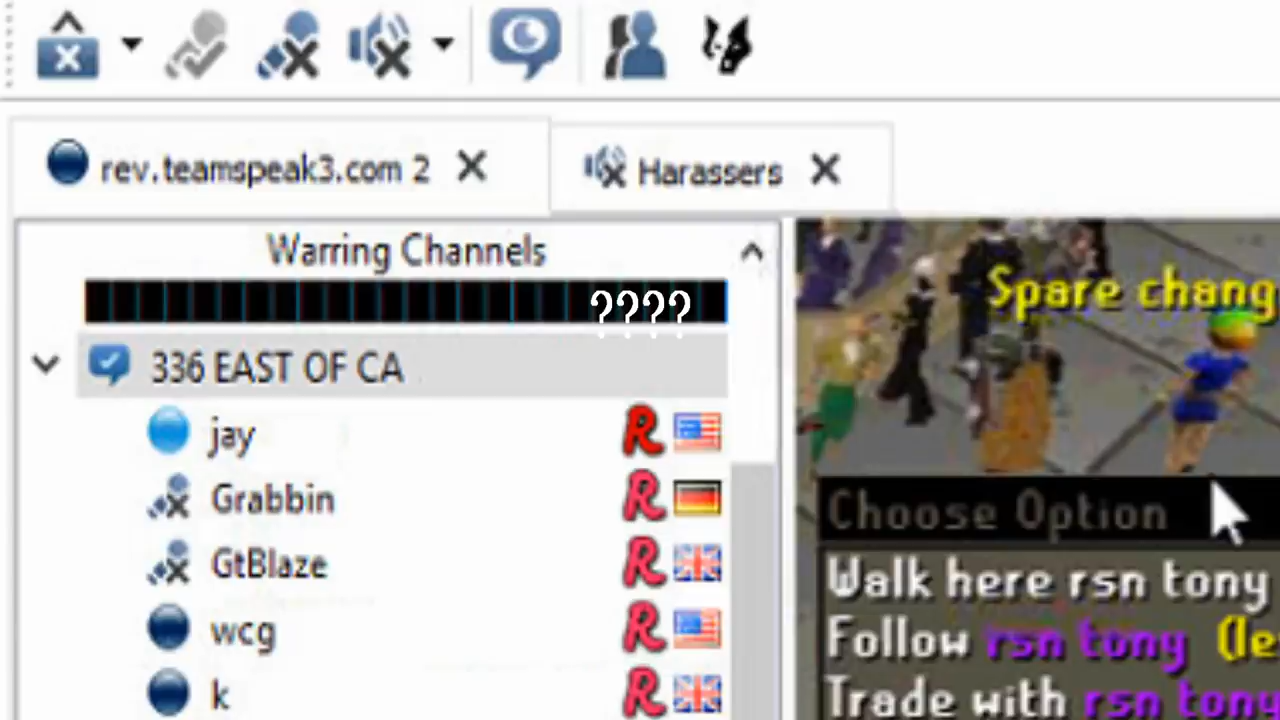 rev.teamspeak3.com 2
Harassers
Warring Channels
????
336 EAST OF CA
jay R
Grabbin R
GtBlaze R
wcg R
k R
Spare chang
Choose Option
Walk here rsn tony
Follow rsn tony (le
Trade with rsn tony